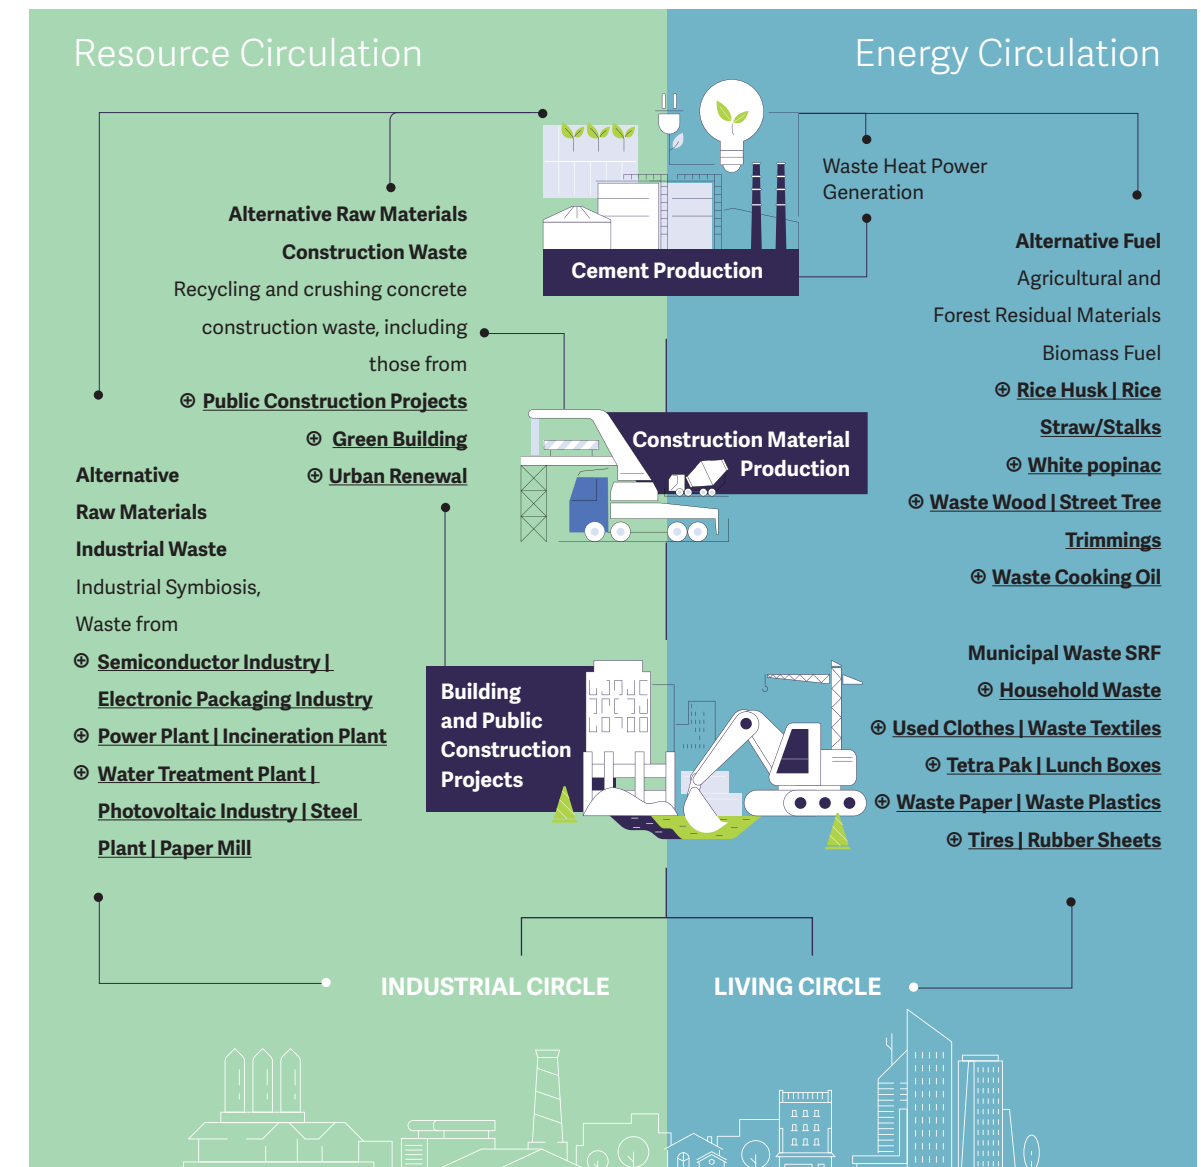 Resource Circulation
Energy Circulation
Waste Heat Power
Generation
Cement Production
Alternative Raw Materials
Construction Waste
Recycling and crushing concrete
construction waste, including
those from
⊕ Public Construction Projects
⊕ Green Building
⊕ Urban Renewal
Alternative
Raw Materials
Industrial Waste
Industrial Symbiosis,
Waste from
⊕ Semiconductor Industry |
Electronic Packaging Industry
⊕ Power Plant | Incineration Plant
⊕ Water Treatment Plant |
Photovoltaic Industry | Steel
Plant | Paper Mill
Construction Material
Production
Building
and Public
Construction
Projects
Alternative Fuel
Agricultural and
Forest Residual Materials
Biomass Fuel
⊕ Rice Husk | Rice
Straw/Stalks
⊕ White popinac
⊕ Waste Wood | Street Tree
Trimmings
⊕ Waste Cooking Oil
Municipal Waste SRF
⊕ Household Waste
⊕ Used Clothes | Waste Textiles
⊕ Tetra Pak | Lunch Boxes
⊕ Waste Paper | Waste Plastics
⊕ Tires | Rubber Sheets
INDUSTRIAL CIRCLE
LIVING CIRCLE